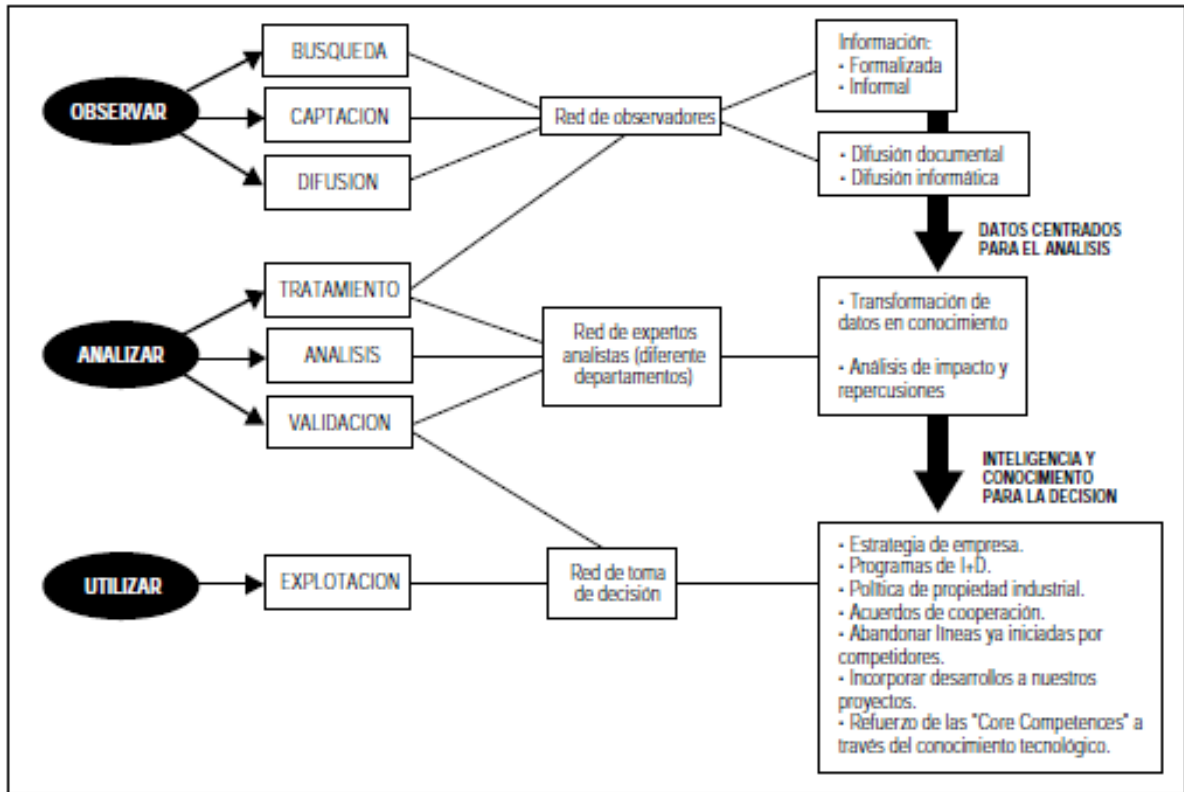 OBSERVAR
BUSQUEDA
CAPTACION
DIFUSION
Red de observadores
Información:
- Formalizada
- Informal
- Difusión documental
- Difusión informática
DATOS CENTRADOS
PARA EL ANALISIS
ANALIZAR
TRATAMIENTO
ANALISIS
VALIDACION
Red de expertos
analistas (diferente
departamentos)
- Transformación de
datos en conocimiento
- Análisis de impacto y
repercusiones
INTELIGENCIA Y
CONOCIMIENTO
PARA LA DECISION
UTILIZAR
EXPLOTACION
Red de toma
de decisión
- Estrategia de empresa.
- Programas de I+D.
- Política de propiedad industrial.
- Acuerdos de cooperación.
- Abandonar líneas ya iniciadas por
competidores.
- Incorporar desarrollos a nuestros
proyectos.
- Refuerzo de las "Core Competences" a
través del conocimiento tecnológico.